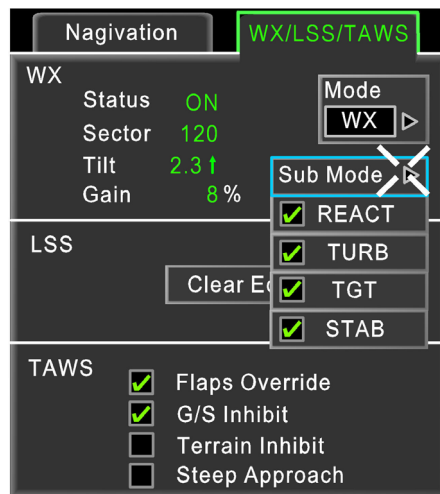 Nagivation WX/LSS/TAWS
WX
Mode
Status ON
WX
Sector 120
Tilt 2.3↑
Sub Mode
Gain 8 %
REACT
LSS
TURB
Clear
TGT
STAB
TAWS
Flaps Override
G/S Inhibit
Terrain Inhibit
Steep Approach